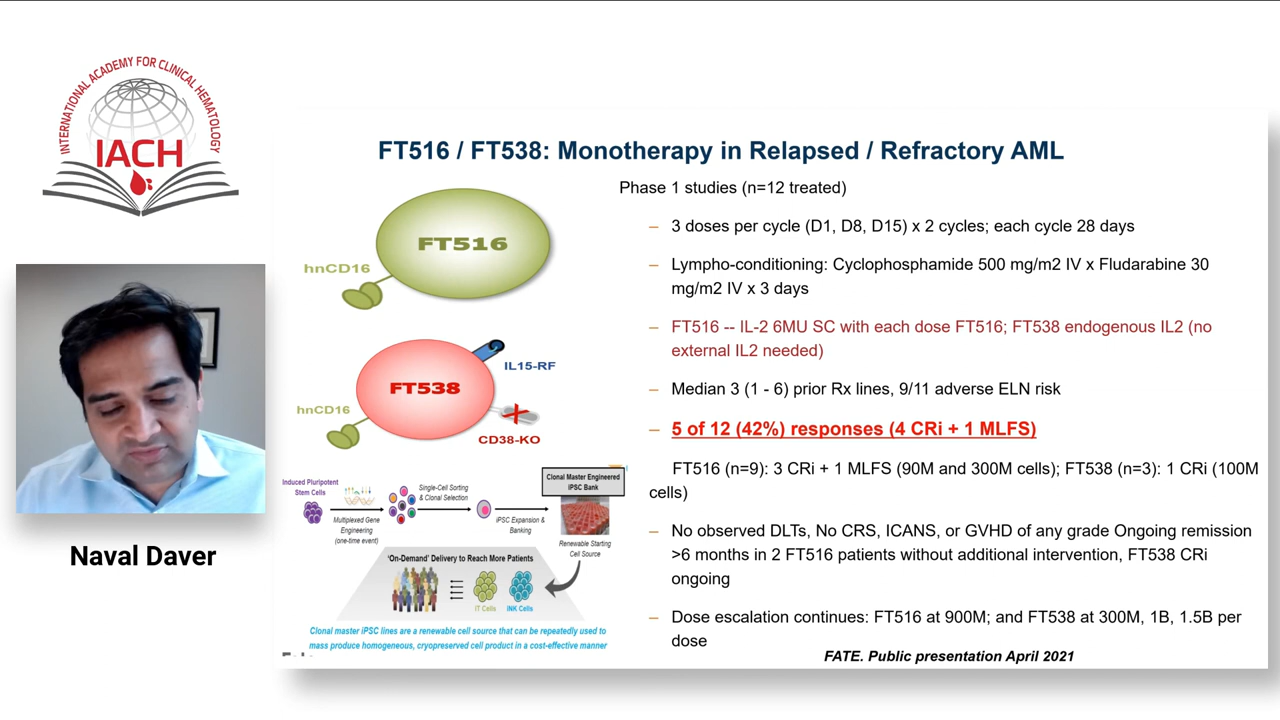 INTERNATIONAL ACADEMY FOR CLINICAL HEMATOLOGY
IACH
Naval Daver
FT516 / FT538: Monotherapy in Relapsed / Refractory AML
FT516
hnCD16
FT538
IL15-RF
hnCD16
CD38-KO
Induced Pluripotent
Stem Cells
Multiplexed Gene
Engineering
(one-time event)
Single-Cell Sorting
& Clonal Selection
iPSC Expansion &
Banking
Clonal Master Engineered
iPSC Bank
Renewable Starting
Cell Source
'On-Demand' Delivery to Reach More Patients
iT Cells
iNK Cells
Clonal master iPSC lines are a renewable cell source that can be repeatedly used to
mass produce homogeneous, cryopreserved cell product in a cost-effective manner
Phase 1 studies (n=12 treated)
– 3 doses per cycle (D1, D8, D15) x 2 cycles; each cycle 28 days
– Lympho-conditioning: Cyclophosphamide 500 mg/m2 IV x Fludarabine 30
mg/m2 IV x 3 days
– FT516 -- IL-2 6MU SC with each dose FT516; FT538 endogenous IL2 (no
external IL2 needed)
– Median 3 (1 - 6) prior Rx lines, 9/11 adverse ELN risk
– 5 of 12 (42%) responses (4 CRi + 1 MLFS)
FT516 (n=9): 3 CRi + 1 MLFS (90M and 300M cells); FT538 (n=3): 1 CRi (100M
cells)
– No observed DLTs, No CRS, ICANS, or GVHD of any grade Ongoing remission
>6 months in 2 FT516 patients without additional intervention, FT538 CRi
ongoing
– Dose escalation continues: FT516 at 900M; and FT538 at 300M, 1B, 1.5B per
dose
FATE. Public presentation April 2021